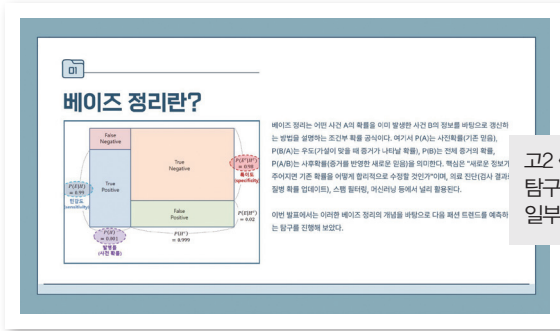 01
베이즈 정리란?
베이즈 정리는 어떤 사건 A의 확률을 이미 발생한 사건 B의 정보를 바탕으로 갱신하
는 방법을 설명하는 조건부 확률 공식이다. 여기서 P(A)는 사전확률(기존 믿음),
P(B/A)는 우도(가설이 맞을 때 증거가 나타날 확률), P(B)는 전체 증거의 확률,
P(A/B)는 사후확률(증거를 반영한 새로운 믿음)을 의미한다. 핵심은 "새로운 정보가
주어지면 기존 확률을 어떻게 합리적으로 수정할 것인가"이며, 의료 진단(검사 결과로
질병 확률 업데이트), 스팸 필터링, 머신러닝 등에서 널리 활용된다.
이번 발표에서는 이러한 베이즈 정리의 개념을 바탕으로 다음 패션 트렌드를 예측하
는 탐구를 진행해 보았다.
False
Negative
True
Positive
True
Negative
False
Positive
P(E|H)
= 0.99
민감도
(sensitivity)
= 0.98
특이도
(specificity)
= 0.02
P(H)
= 0.001
발병률
(사전 확률)
= 0.999
고2
탐구
일부